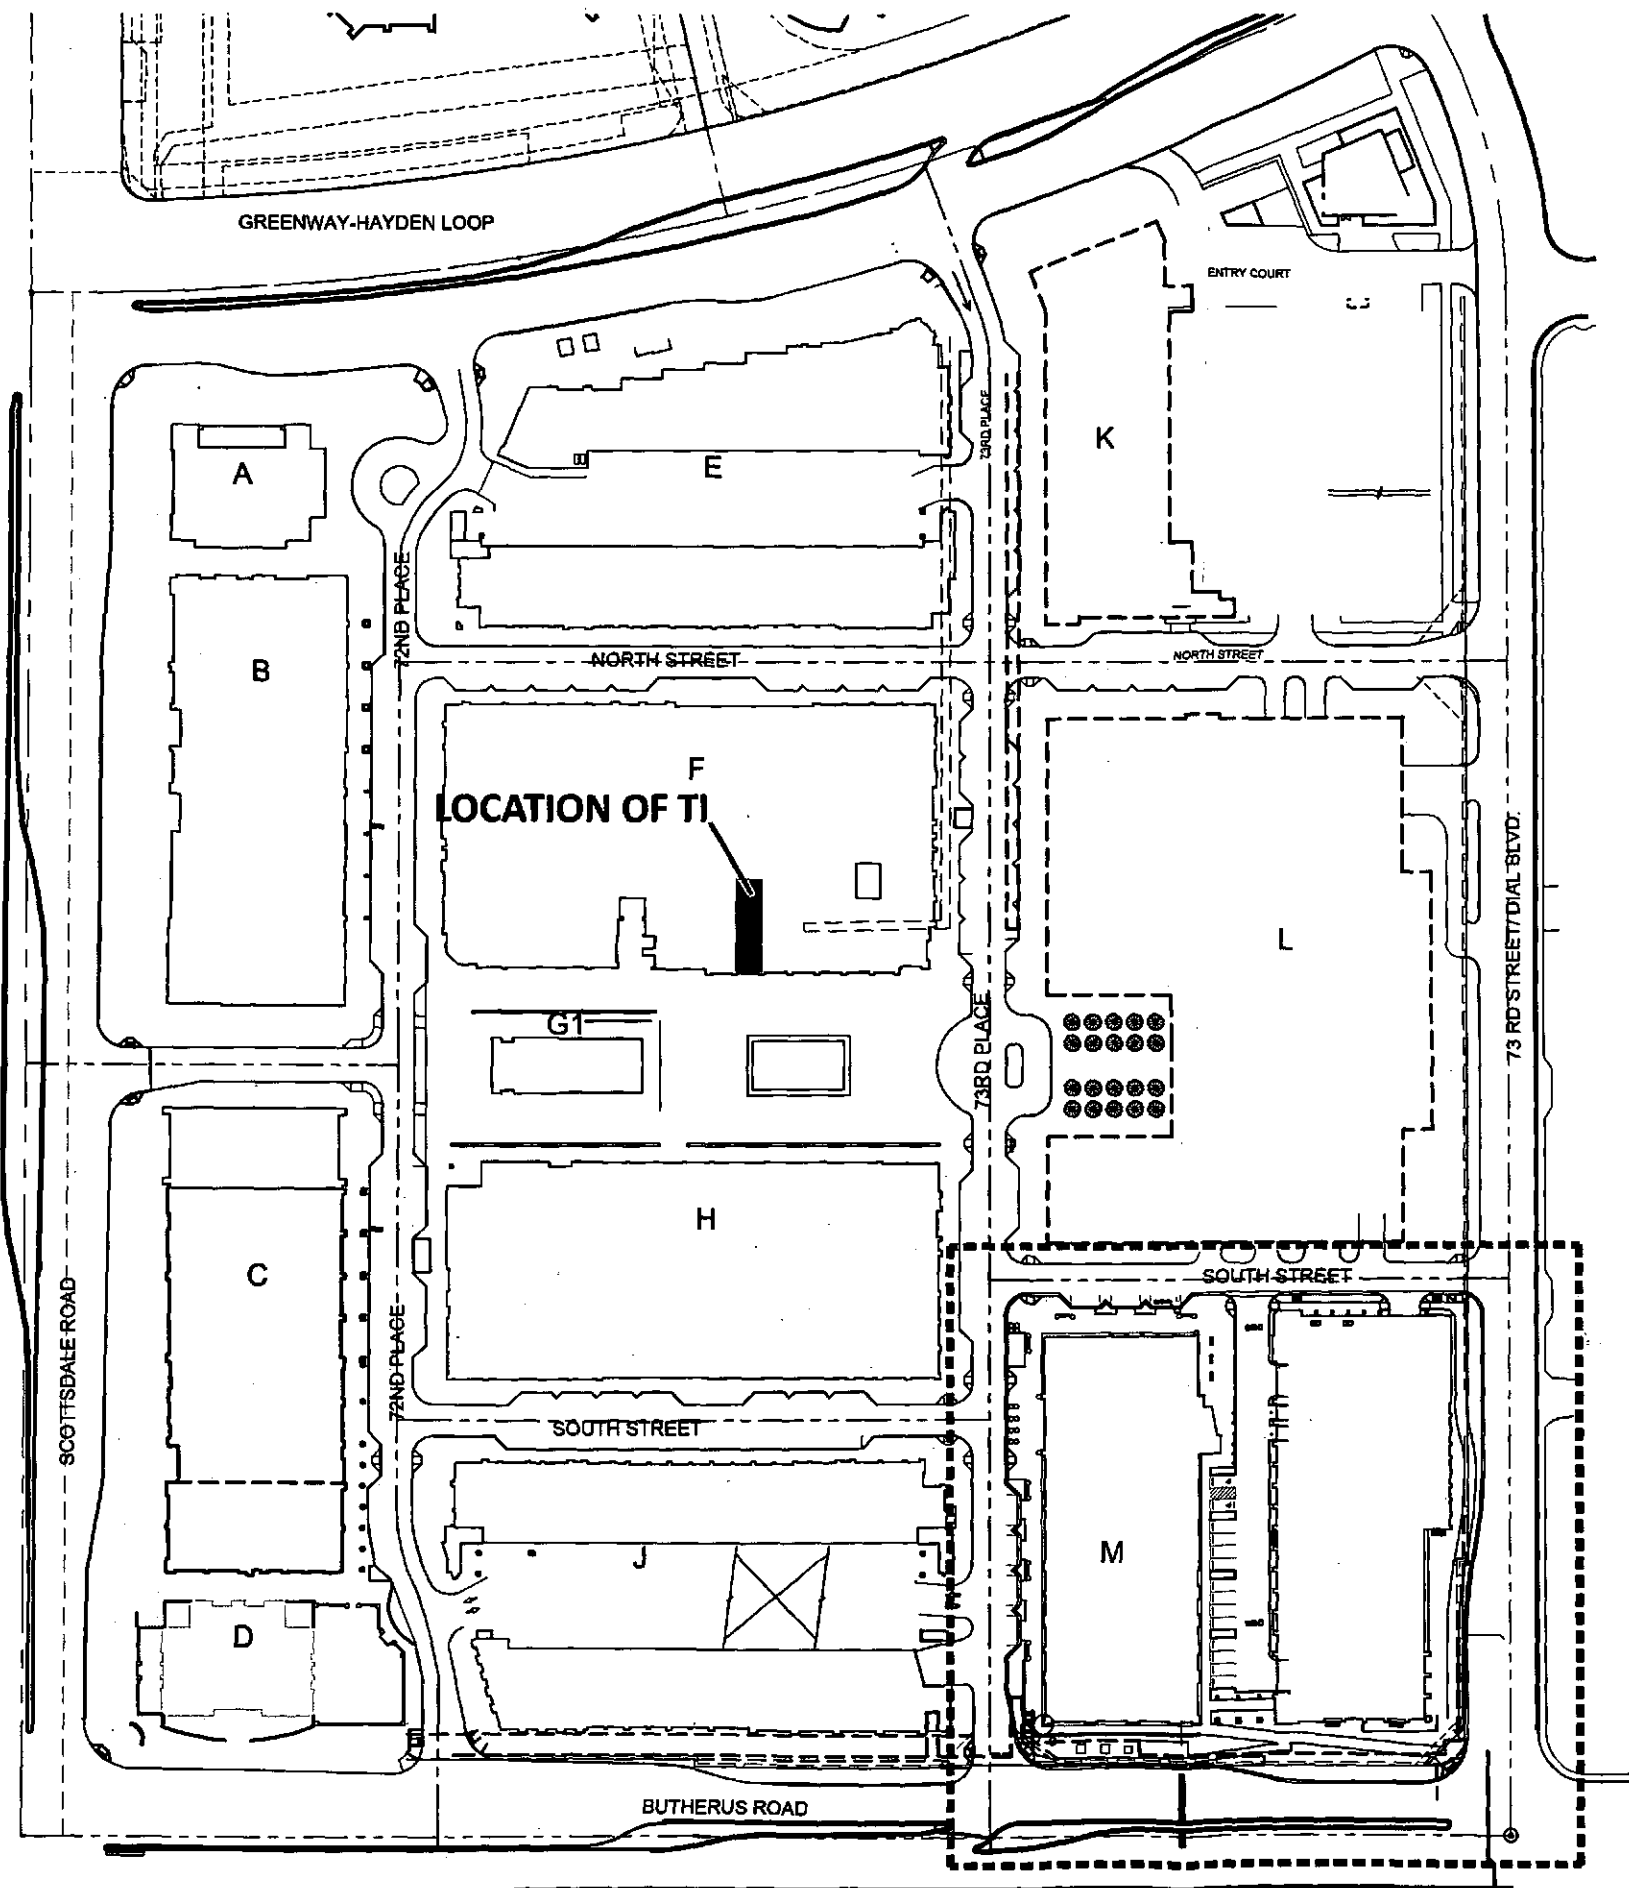 GREENWAY-HAYDEN LOOP
ENTRY COURT
73RD PLACE
K
A
E
72ND PLACE
B
NORTH STREET
NORTH STREET
F
LOCATION OF TI
L
73 RD STREET/DIAL BLVD.
G1
73RD PLACE
H
C
SOUTH STREET
SCOTTSDALE ROAD
72ND PLACE
SOUTH STREET
J
M
D
BUTHERUS ROAD